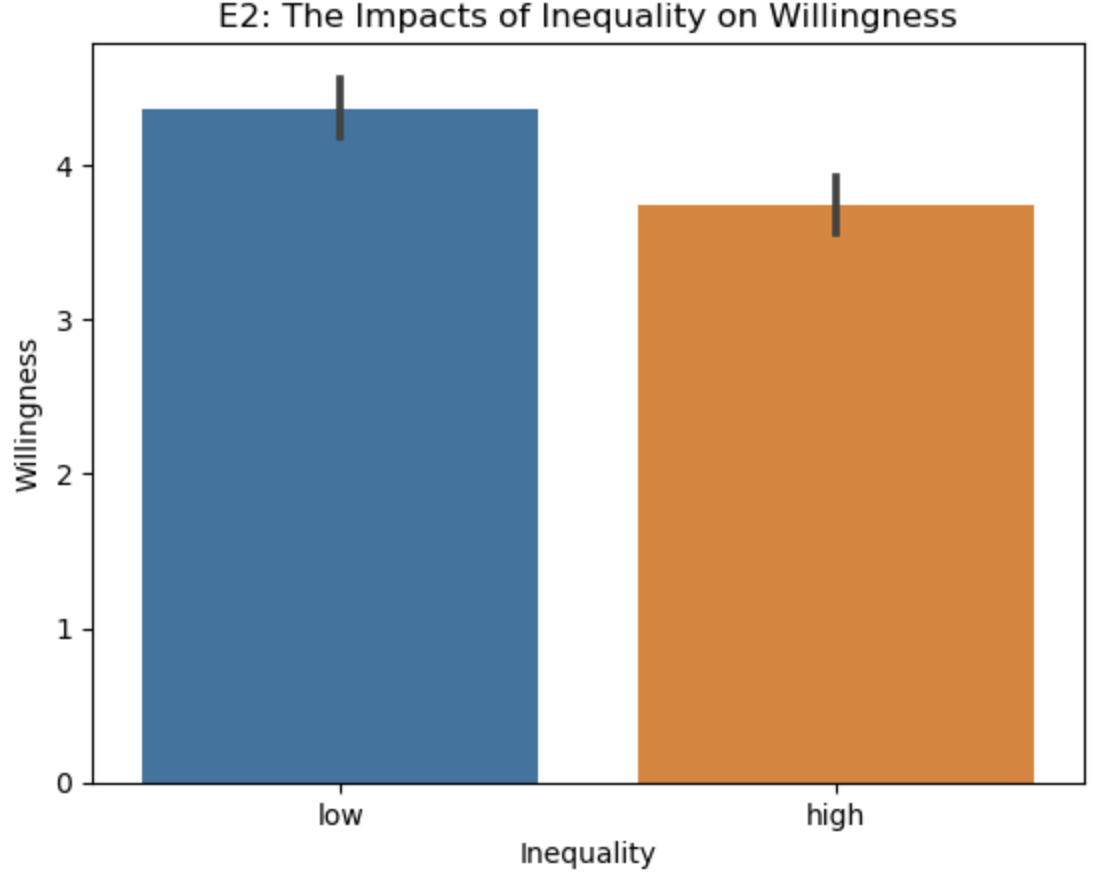 E2: The Impacts of Inequality on Willingness
Willingness
4
3
2
1
0
low
high
Inequality